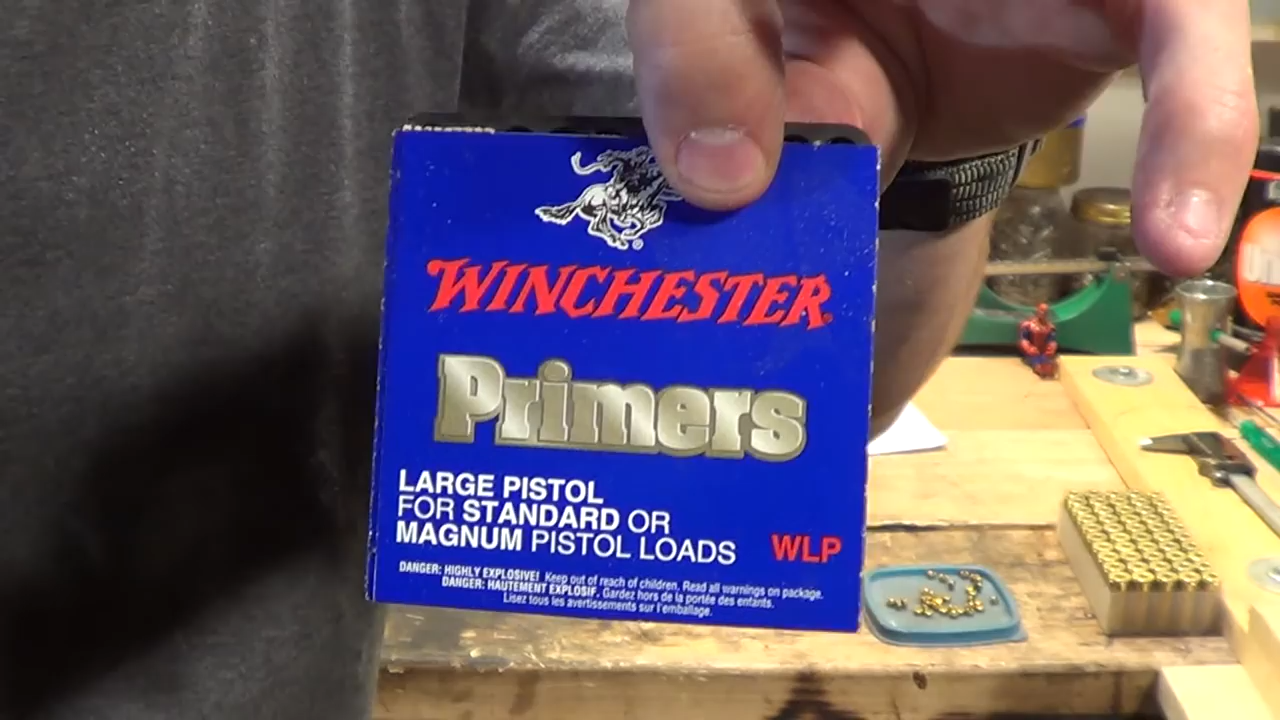 WINCHESTER
Primers
LARGE PISTOL
FOR STANDARD OR
MAGNUM PISTOL LOADS
WLP
DANGER: HIGHLY EXPLOSIVE! Keep out of reach of children. Read all warnings on package.
DANGER: HAUTEMENT EXPLOSIF. Gardez hors de la portée des enfants.
Lisez tous les avertissements sur l'emballage.